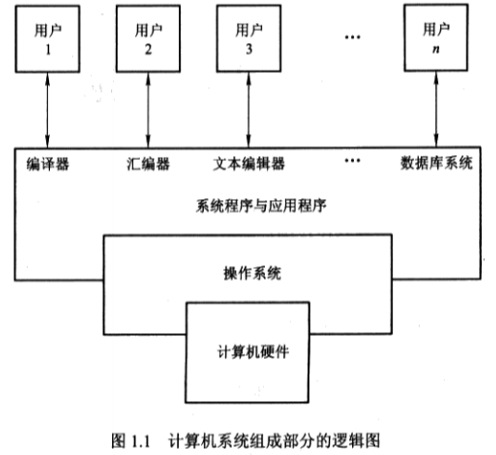 用户 用户 用户 … 用户
1 2 3 n
编译器 汇编器 文本编辑器 … 数据库系统
系统程序与应用程序
操作系统
计算机硬件
图 1.1 计算机系统组成部分的逻辑图